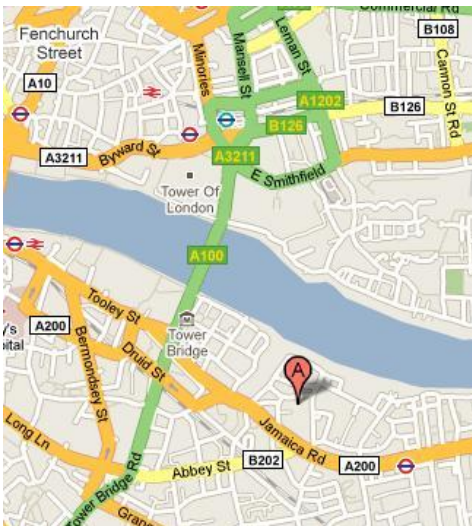 Commercial Rd
Fenchurch
Street
Minories
Mansell St
Leman St
B108
A10
A1202
B126
B126
Cannon St Rd
A3211
Byward St
A3211
E Smithfield
Tower Of
London
A100
Tooley St
A200
Tower
Bridge
y's
ital
Bermondsey St
Druid St
A
Long Ln
Jamaica Rd
Abbey St
B202
A200
Tower Bridge Rd
Grang